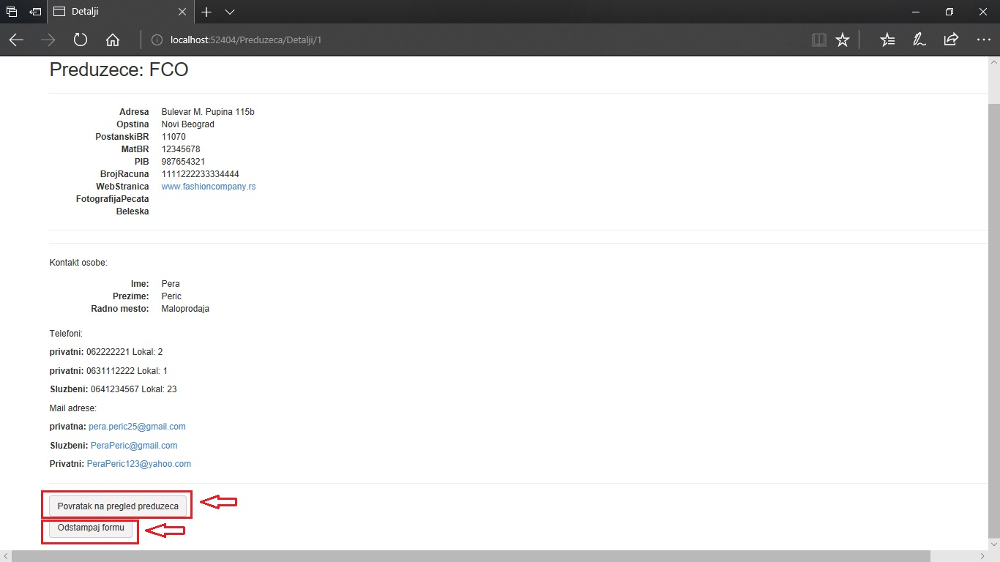 Detalji
localhost:52404/Preduzeca/Detalji/1
Preduzece: FCO
Adresa Bulevar M. Pupina 115b
Opstina Novi Beograd
PostanskiBR 11070
MatBR 12345678
PIB 987654321
BrojRacuna 1111222233334444
WebStranica www.fashioncompany.rs
FotografijaPecata
Beleska
Kontakt osobe:
Ime: Pera
Prezime: Peric
Radno mesto: Maloprodaja
Telefoni:
privatni: 062222221 Lokal: 2
privatni: 0631112222 Lokal: 1
Sluzbeni: 0641234567 Lokal: 23
Mail adrese:
privatna: pera.peric25@gmail.com
Sluzbeni: PeraPeric@gmail.com
Privatni: PeraPeric123@yahoo.com
Povratak na pregled preduzeca
Odstampaj formu